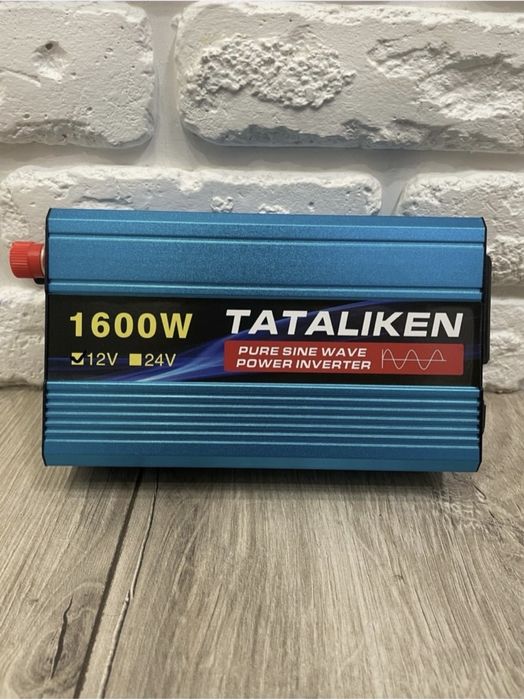 1600W
12V 24V
TATALIKEN
PURE SINE WAVE
POWER INVERTER